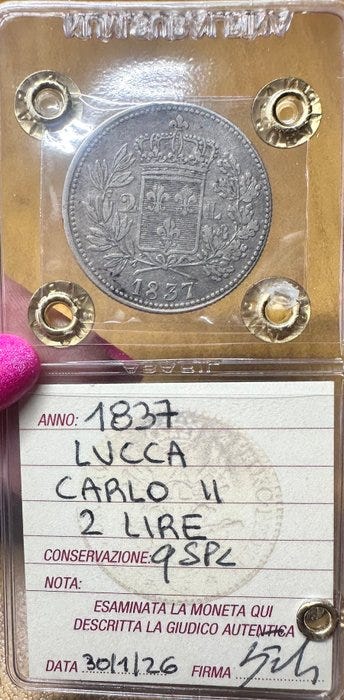 2 L
1837
ANNO: 1837
LUCCA
CARLO II
2 LIRE
CONSERVAZIONE: qSPL
NOTA:
ESAMINATA LA MONETA QUI
DESCRITTA LA GIUDICO AUTENTICA
DATA 30/1/26 FIRMA